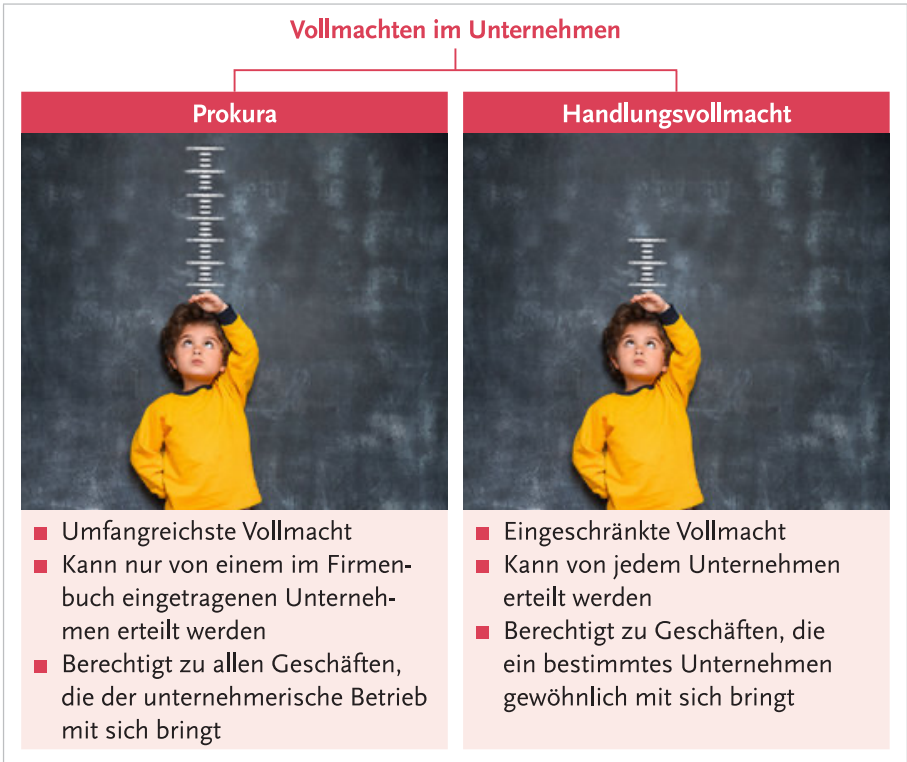 Vollmachten im Unternehmen
Prokura
■ Umfangreichste Vollmacht
■ Kann nur von einem im Firmen-
buch eingetragenen Unterneh-
men erteilt werden
■ Berechtigt zu allen Geschäften,
die der unternehmerische Betrieb
mit sich bringt
Handlungsvollmacht
■ Eingeschränkte Vollmacht
■ Kann von jedem Unternehmen
erteilt werden
■ Berechtigt zu Geschäften, die
ein bestimmtes Unternehmen
gewöhnlich mit sich bringt